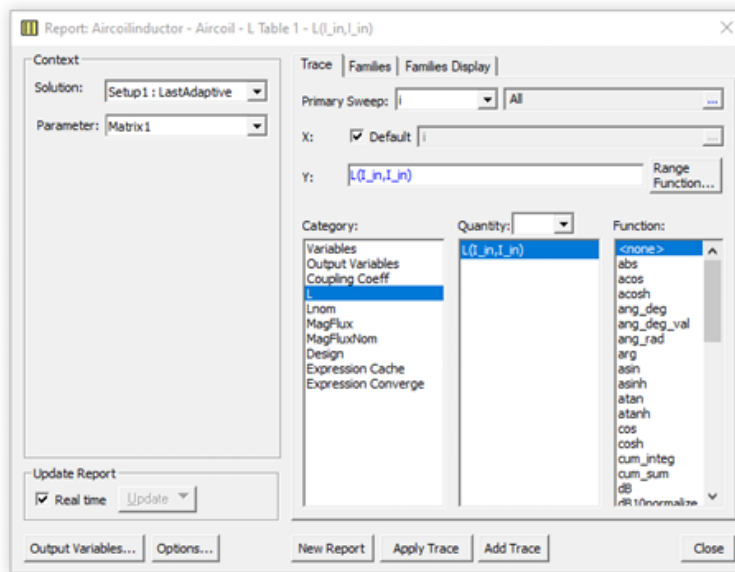 Report: Aircoilinductor - Aircoil - L Table 1 - L(I_in,I_in)
Context
Solution: Setup1 : LastAdaptive
Parameter: Matrix1
Update Report
Real time Update
Output Variables... Options...
Trace Families Families Display
Primary Sweep: i All ...
X: Default i ...
Y: L(I_in,I_in) Range Function...
Category:
Variables
Output Variables
Coupling Coeff
L
Lnom
MagFlux
MagFluxNom
Design
Expression Cache
Expression Converge
Quantity:
L(I_in,I_in)
Function:
<none>
abs
acos
acosh
ang_deg
ang_deg_val
ang_rad
arg
asin
asinh
atan
atanh
cos
cosh
cum_integ
cum_sum
dB
dB10normalize
New Report Apply Trace Add Trace Close